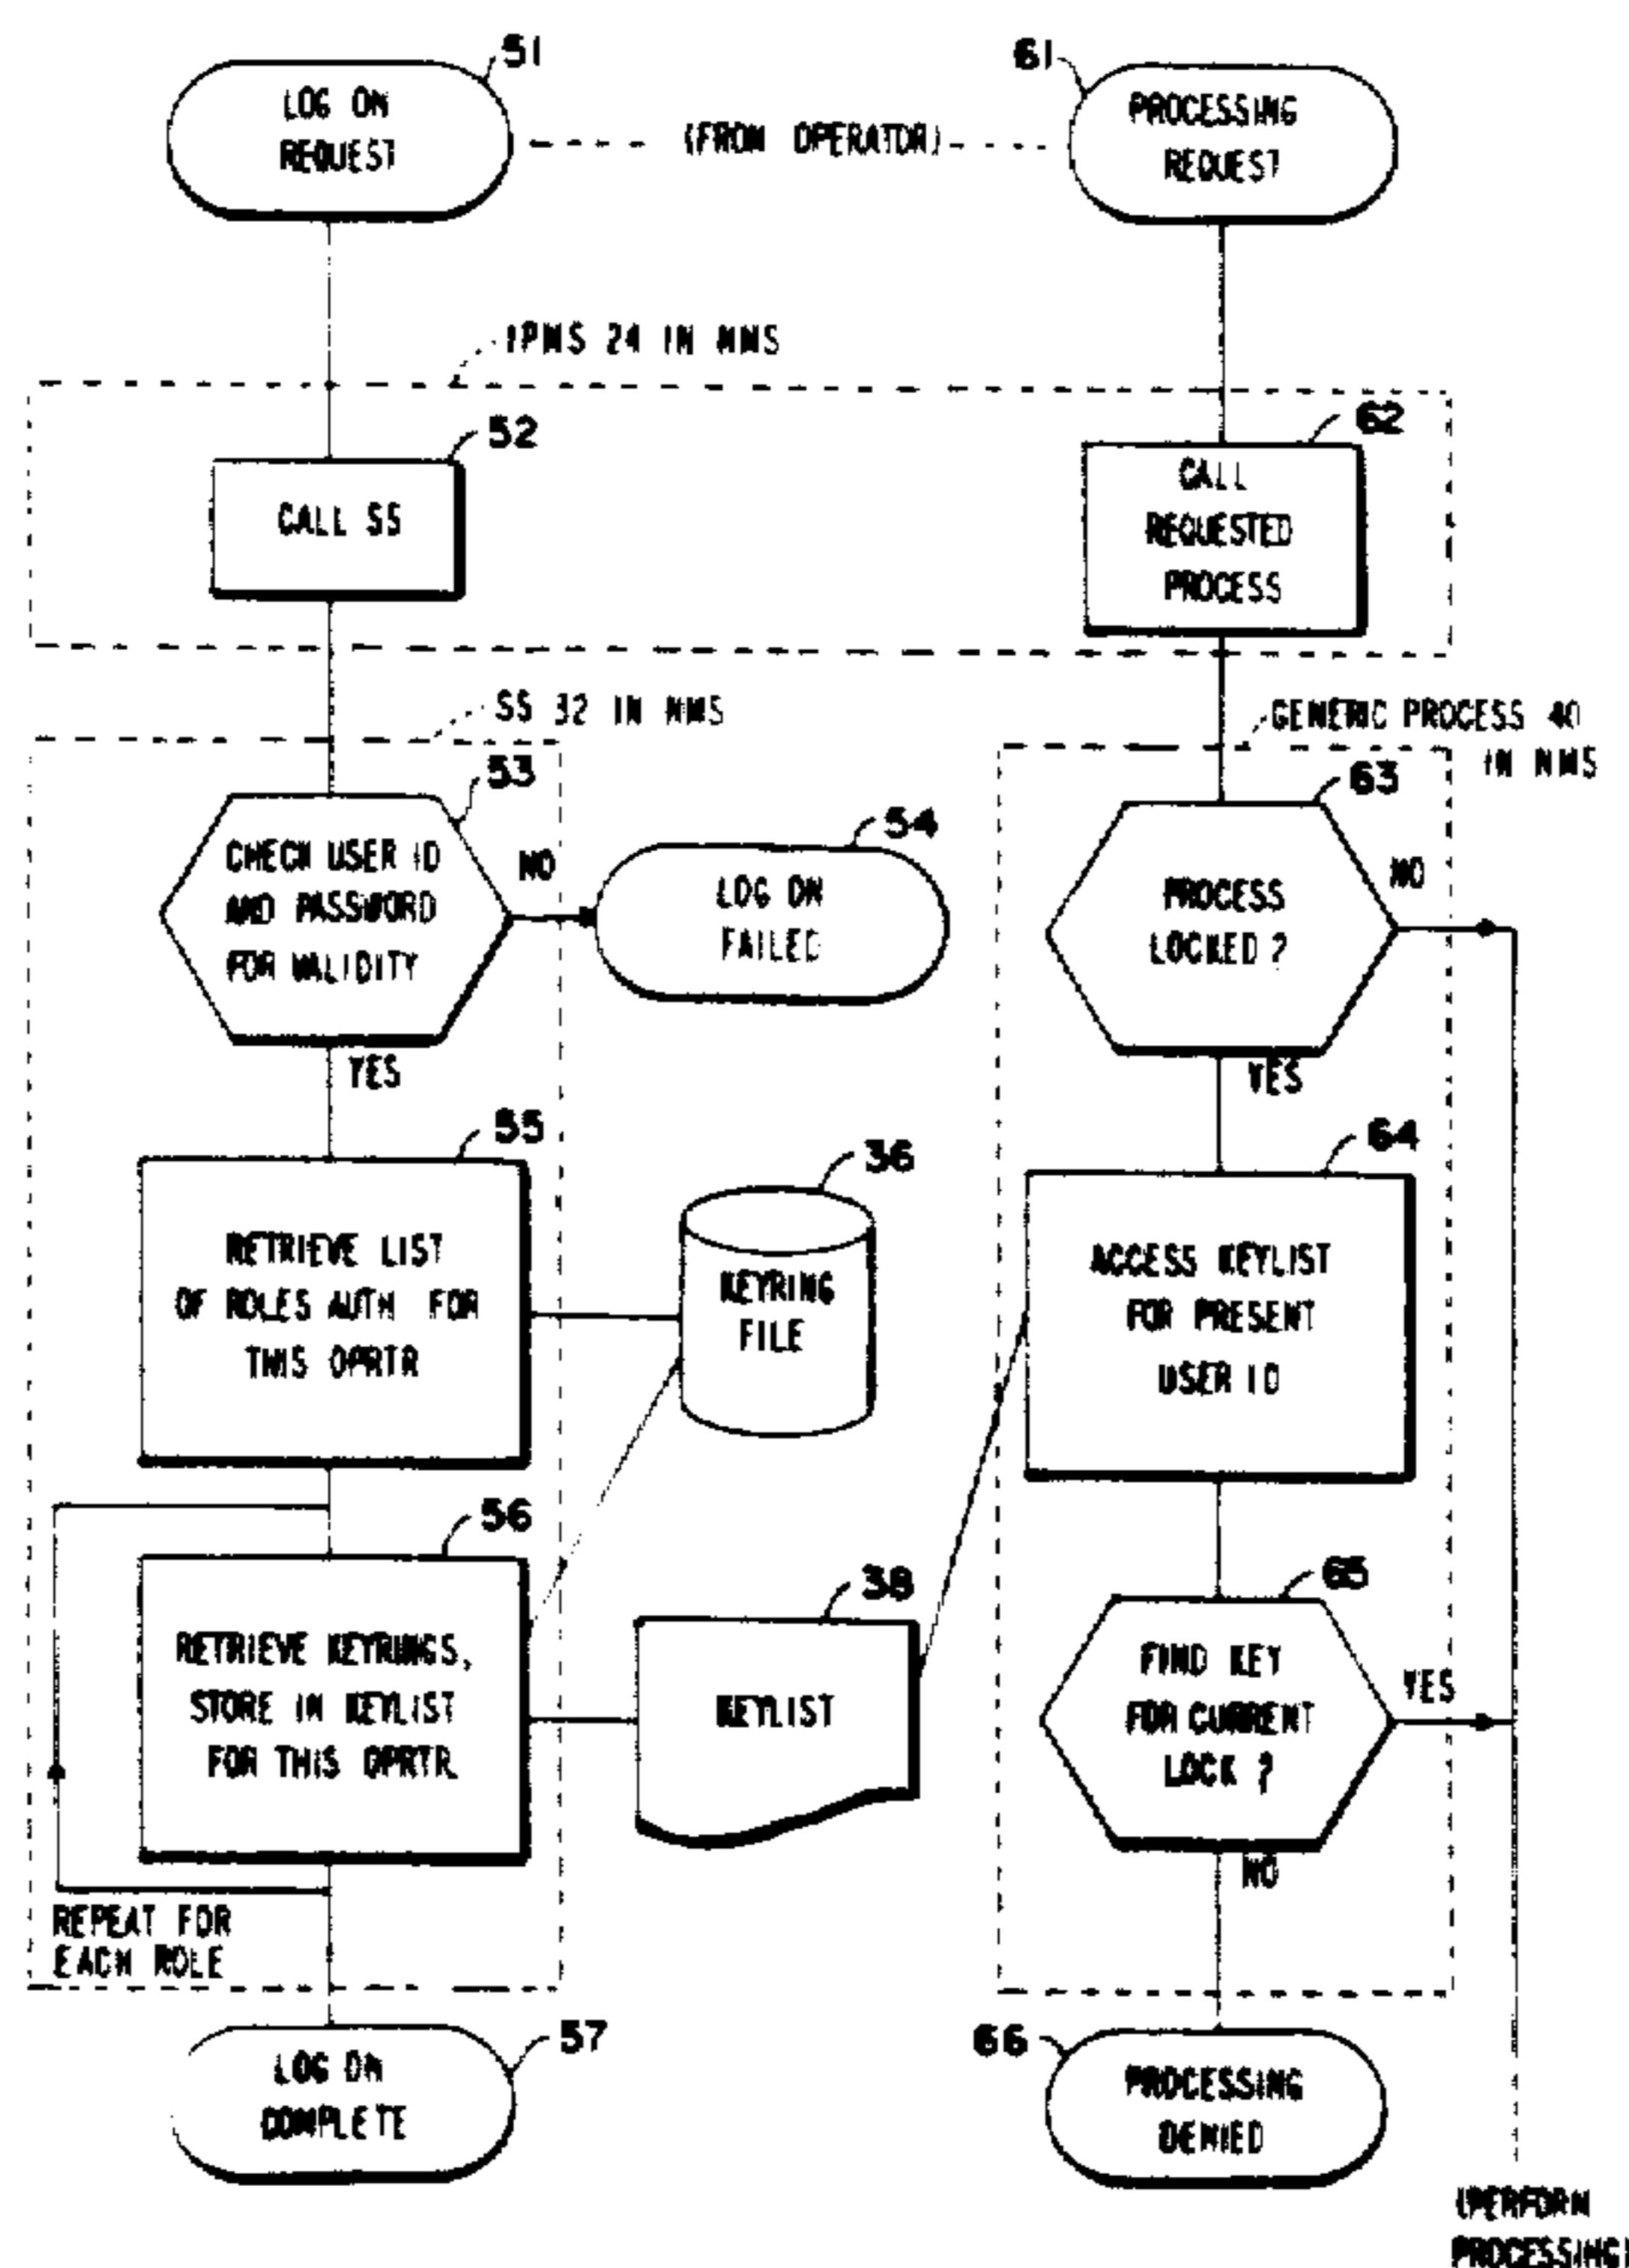 51
LOG ON
REQUEST
(FROM OPERATOR)
61
PROCESSING
REQUEST
IPMS 24 IN NMS
52
CALL SS
62
CALL
REQUESTED
PROCESS
SS 32 IN NMS
GENERIC PROCESS 40
IN NMS
53
CHECK USER ID
AND PASSWORD
FOR VALIDITY
NO
YES
54
LOG ON
FAILED
63
PROCESS
LOCKED ?
NO
YES
55
RETRIEVE LIST
OF ROLES AUTH FOR
THIS OPRTR
36
KEYRING
FILE
64
ACCESS KEYLIST
FOR PRESENT
USER ID
56
RETRIEVE KEYRINGS,
STORE IN KEYLIST
FOR THIS OPRTR.
38
KEYLIST
65
FIND KEY
FOR CURRENT
LOCK ?
YES
NO
REPEAT FOR
EACH ROLE
57
LOG ON
COMPLETE
66
PROCESSING
DENIED
(PERFORM
PROCESSING)